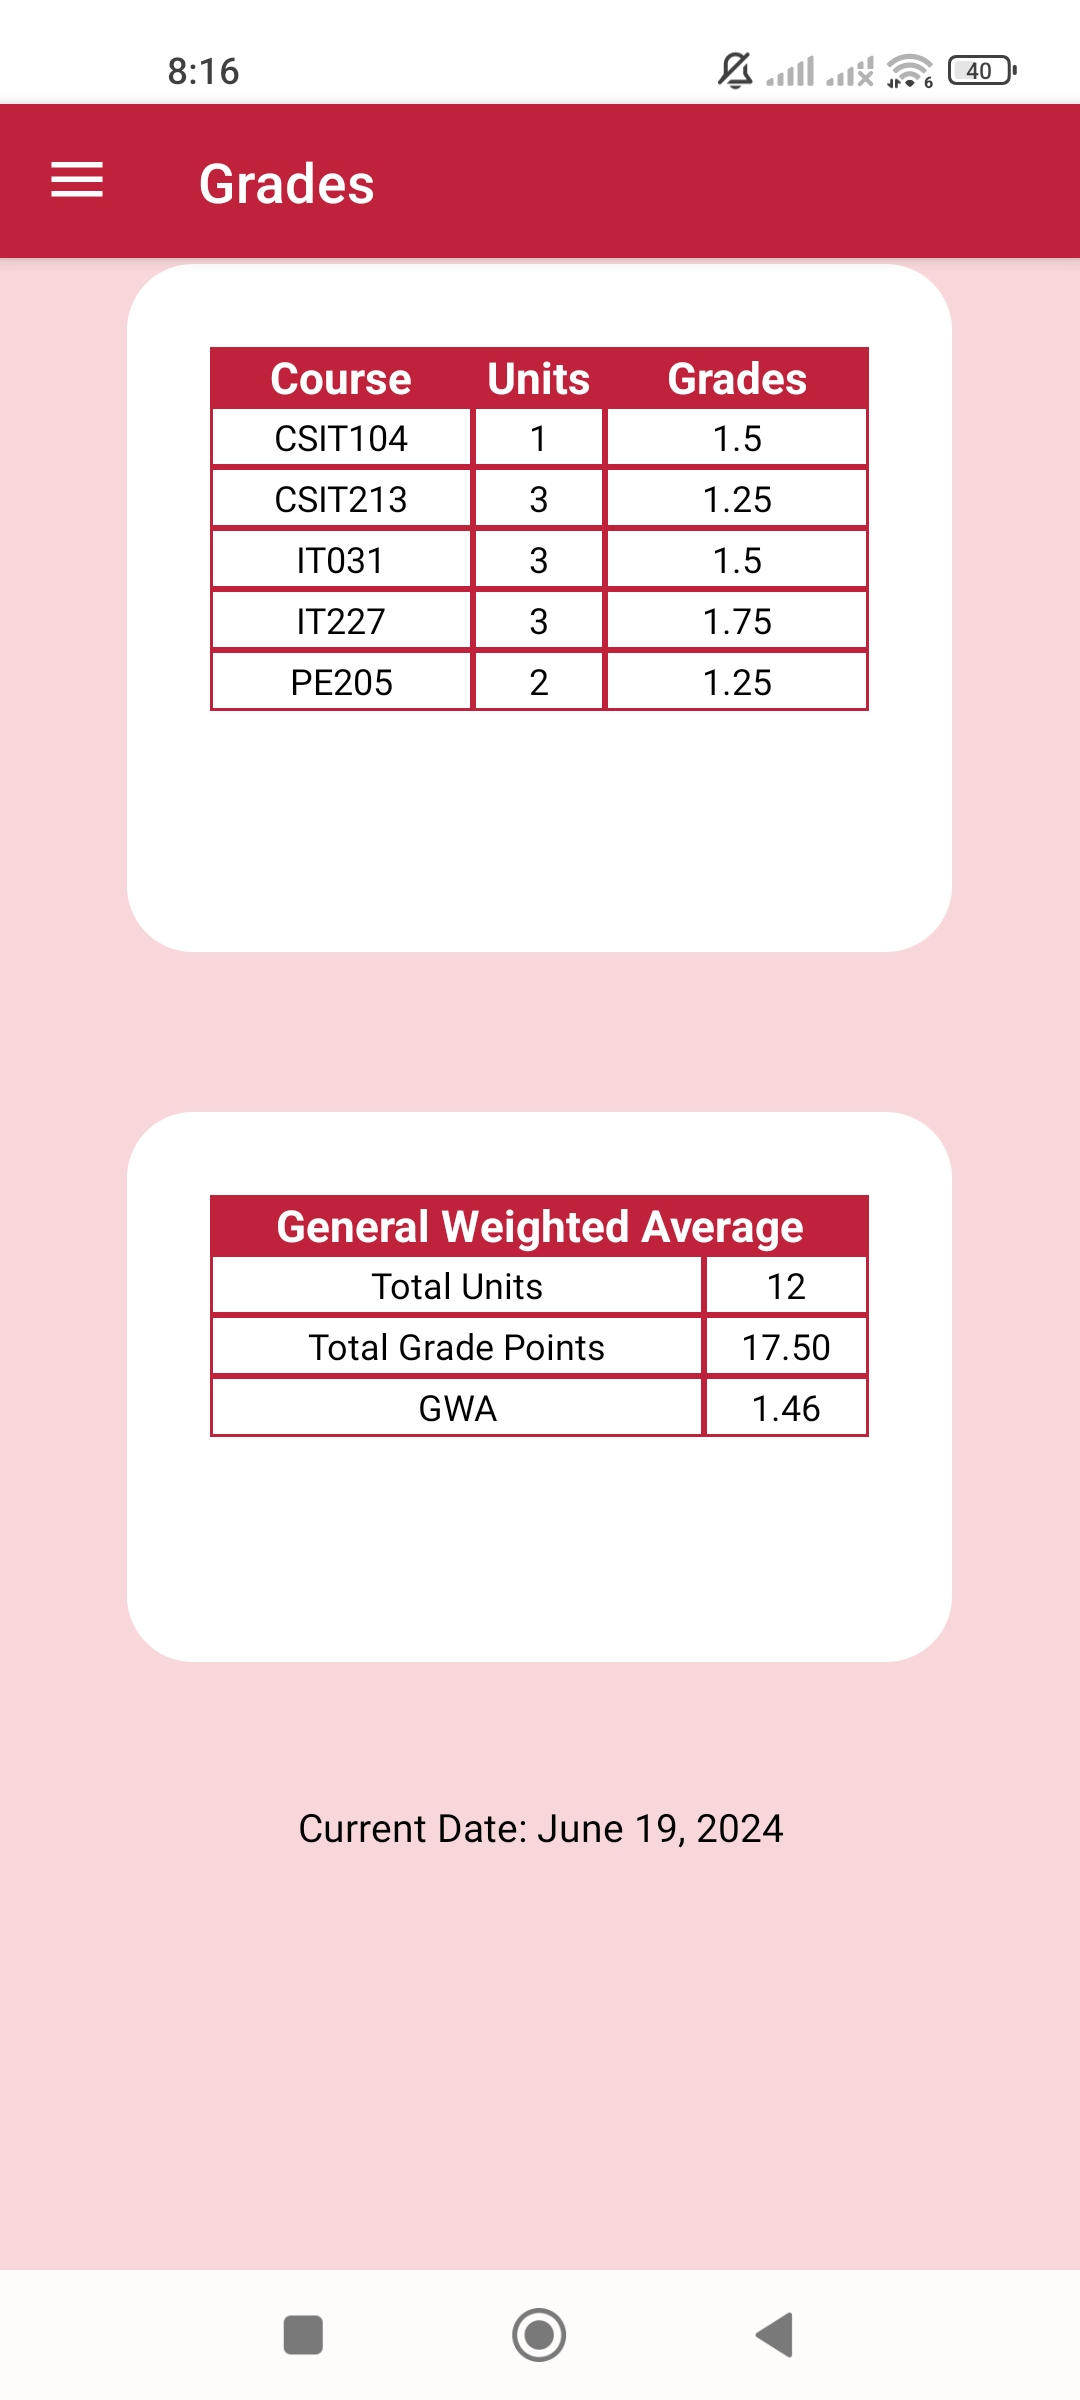 8:16 6 40
Grades
Course Units Grades
CSIT104 1 1.5
CSIT213 3 1.25
IT031 3 1.5
IT227 3 1.75
PE205 2 1.25
General Weighted Average
Total Units 12
Total Grade Points 17.50
GWA 1.46
Current Date: June 19, 2024